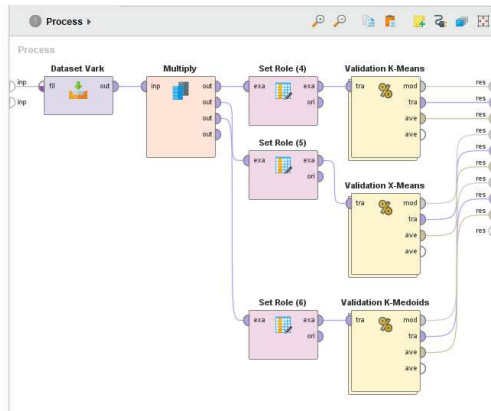 Process
Process
Dataset Vark
inp
fil
out
inp
Multiply
inp
out
out
out
out
Set Role (4)
exa
exa
ori
Validation K-Means
tra
%
mod
tra
ave
ave
Set Role (5)
exa
exa
ori
Validation X-Means
tra
%
mod
tra
ave
ave
Set Role (6)
exa
exa
ori
Validation K-Medoids
tra
%
mod
tra
ave
ave
res
res
res
res
res
res
res
res
res
res